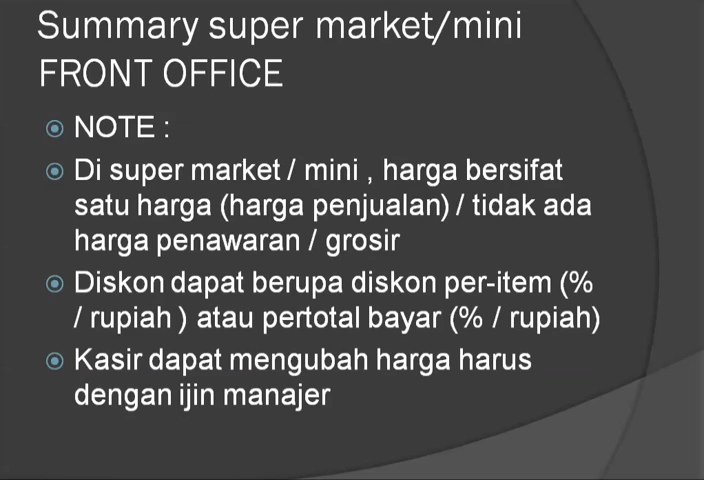 Summary super market/mini
FRONT OFFICE
NOTE :
Di super market / mini , harga bersifat
satu harga (harga penjualan) / tidak ada
harga penawaran / grosir
Diskon dapat berupa diskon per-item (%
/ rupiah ) atau pertotal bayar (% / rupiah)
Kasir dapat mengubah harga harus
dengan ijin manajer